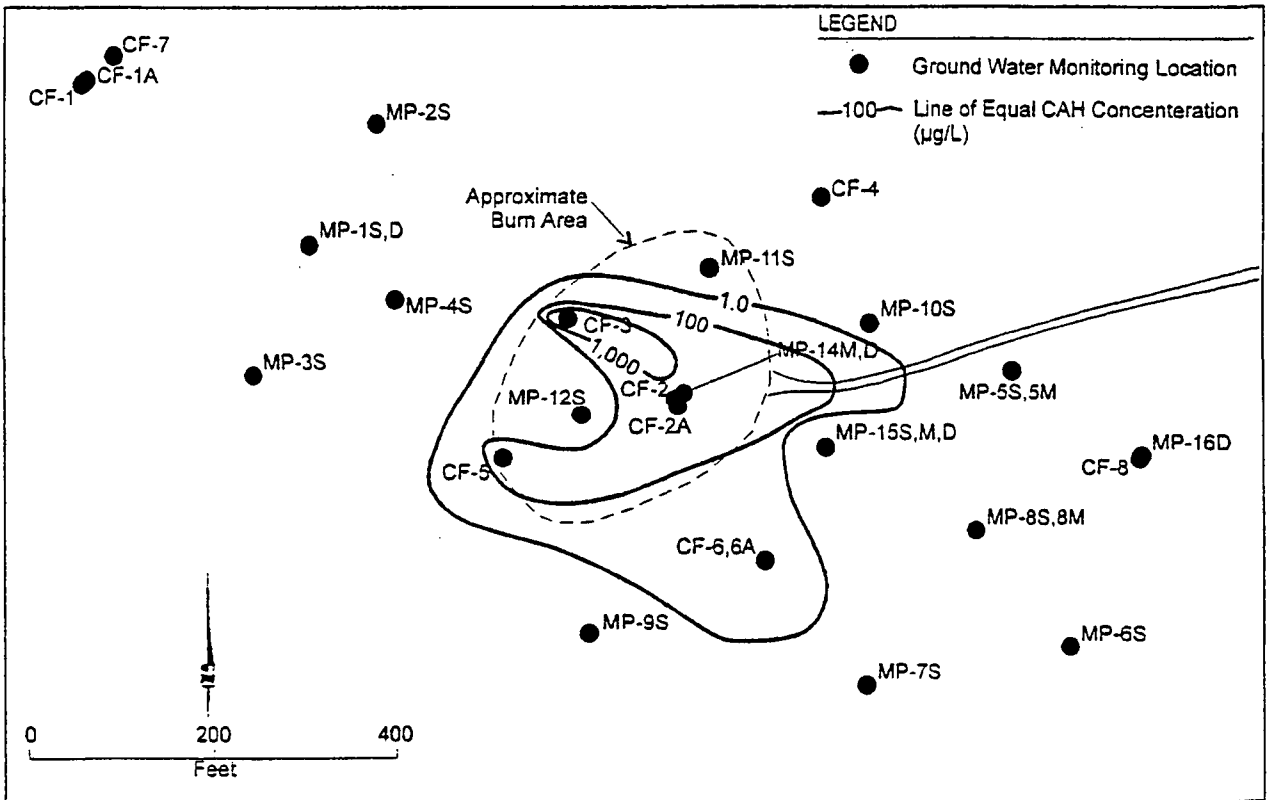 LEGEND
Ground Water Monitoring Location
100 Line of Equal CAH Concenteration
(µg/L)
CF-7
CF-1A
CF-1
MP-2S
CF-4
Approximate
Burn Area
MP-1S,D
MP-11S
MP-4S
1.0
MP-10S
CF-3
100
MP-3S
1,000
MP-14M,D
MP-5S,5M
CF-2
MP-12S
CF-2A
MP-15S,M,D
MP-16D
CF-5
CF-8
MP-8S,8M
CF-6,6A
MP-9S
MP-6S
MP-7S
0 200 400
Feet